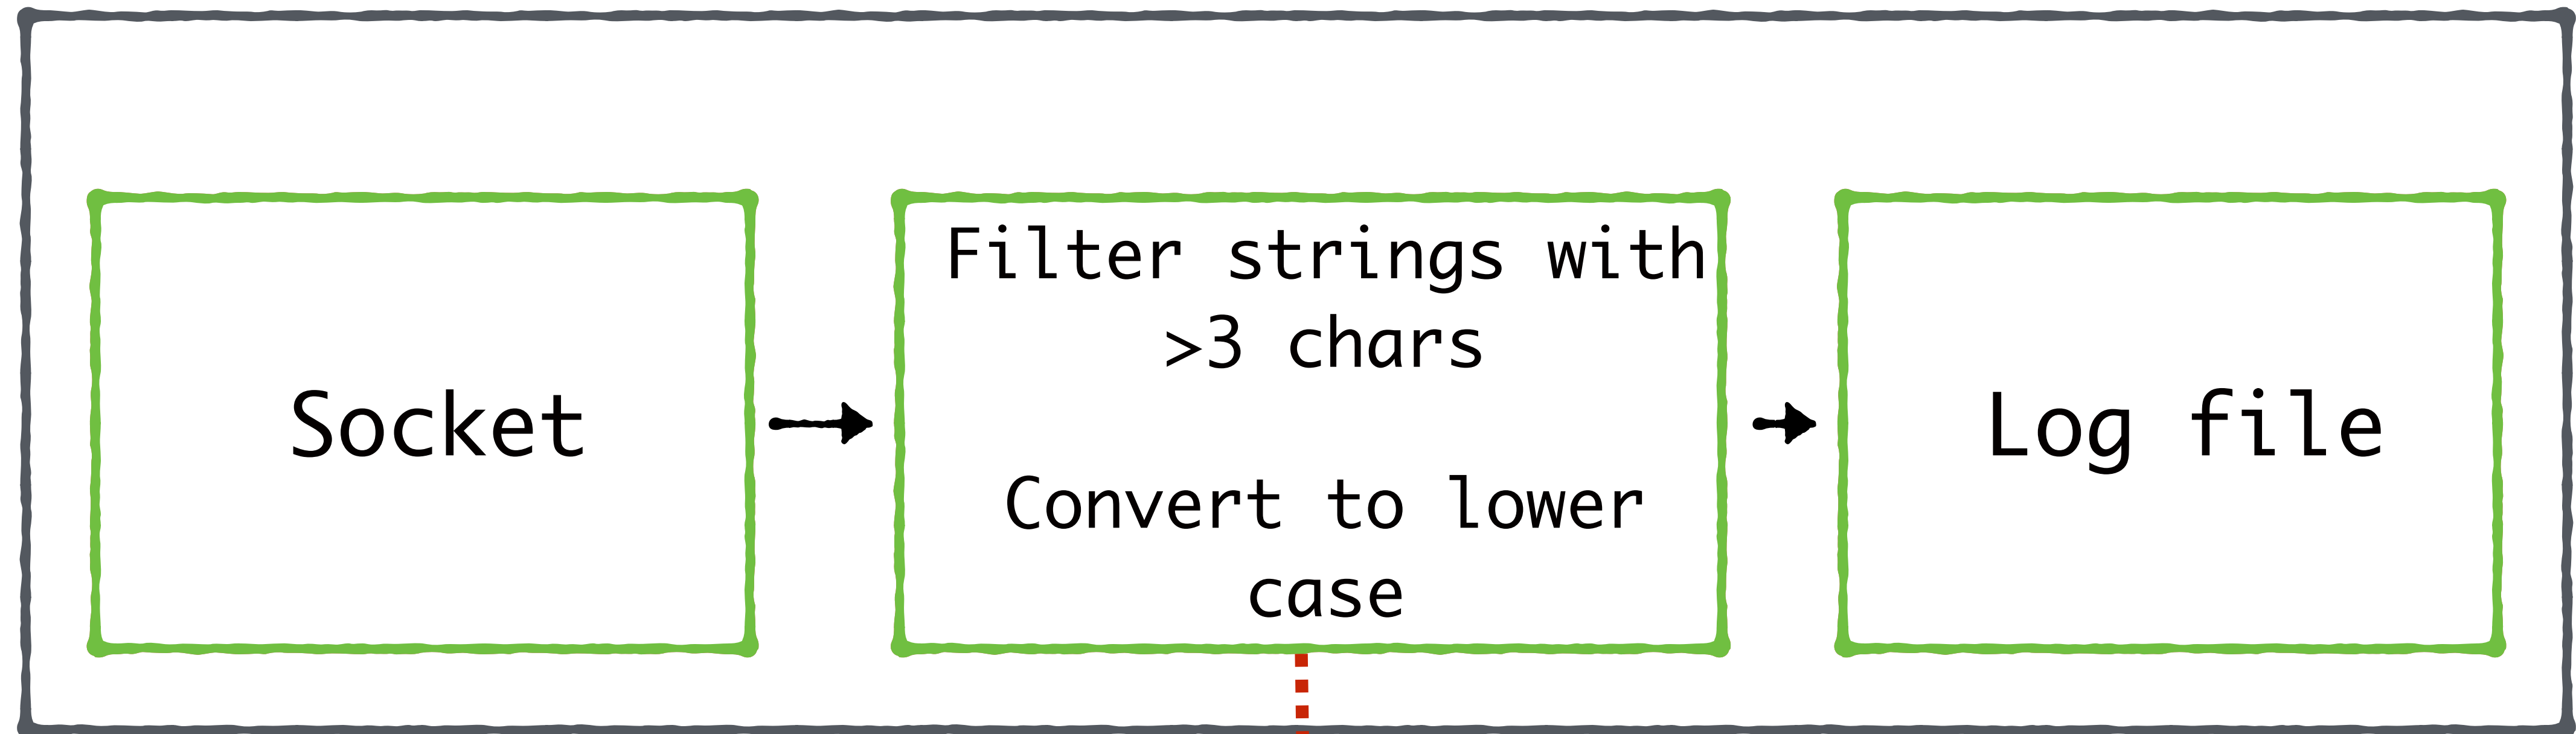 Socket
Filter strings with
>3 chars
Convert to lower
case
Log file